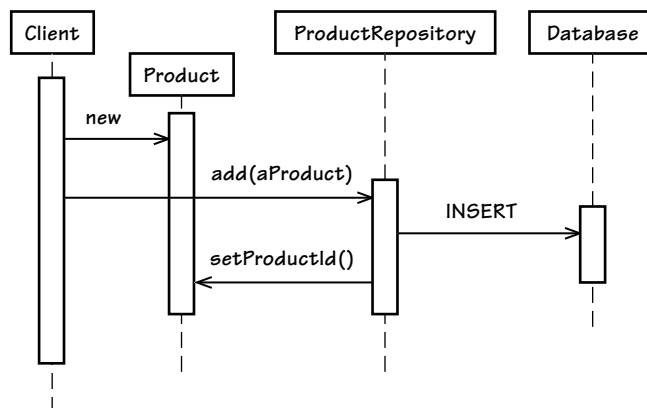 Client
ProductRepository
Database
Product
new
add(aProduct)
INSERT
setProductId()